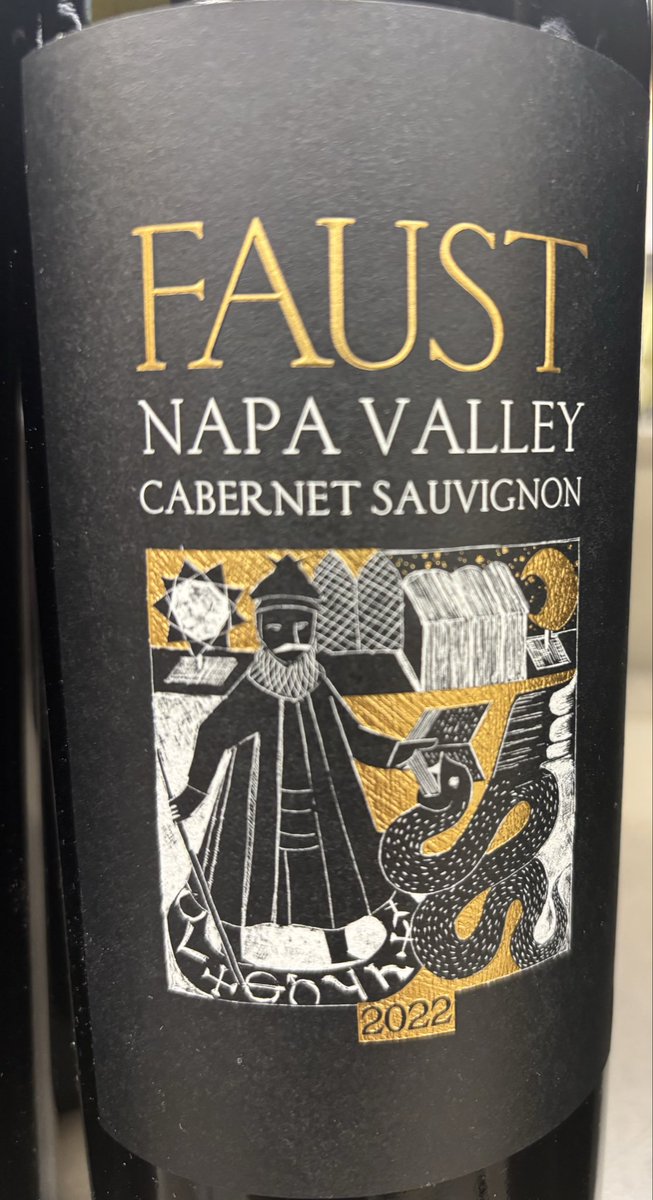 FAUST
NAPA VALLEY
CABERNET SAUVIGNON
2022